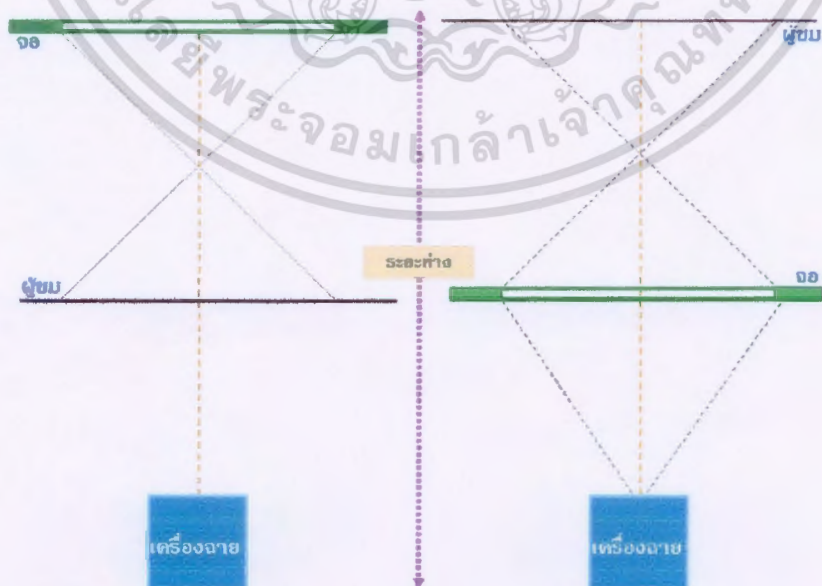 จอ
ผู้ชม
ลัยพระจอมเกล้าเจ้าคุณทห
ระยะห่าง
ผู้ชม
จอ
เครื่องฉาย
เครื่องฉาย